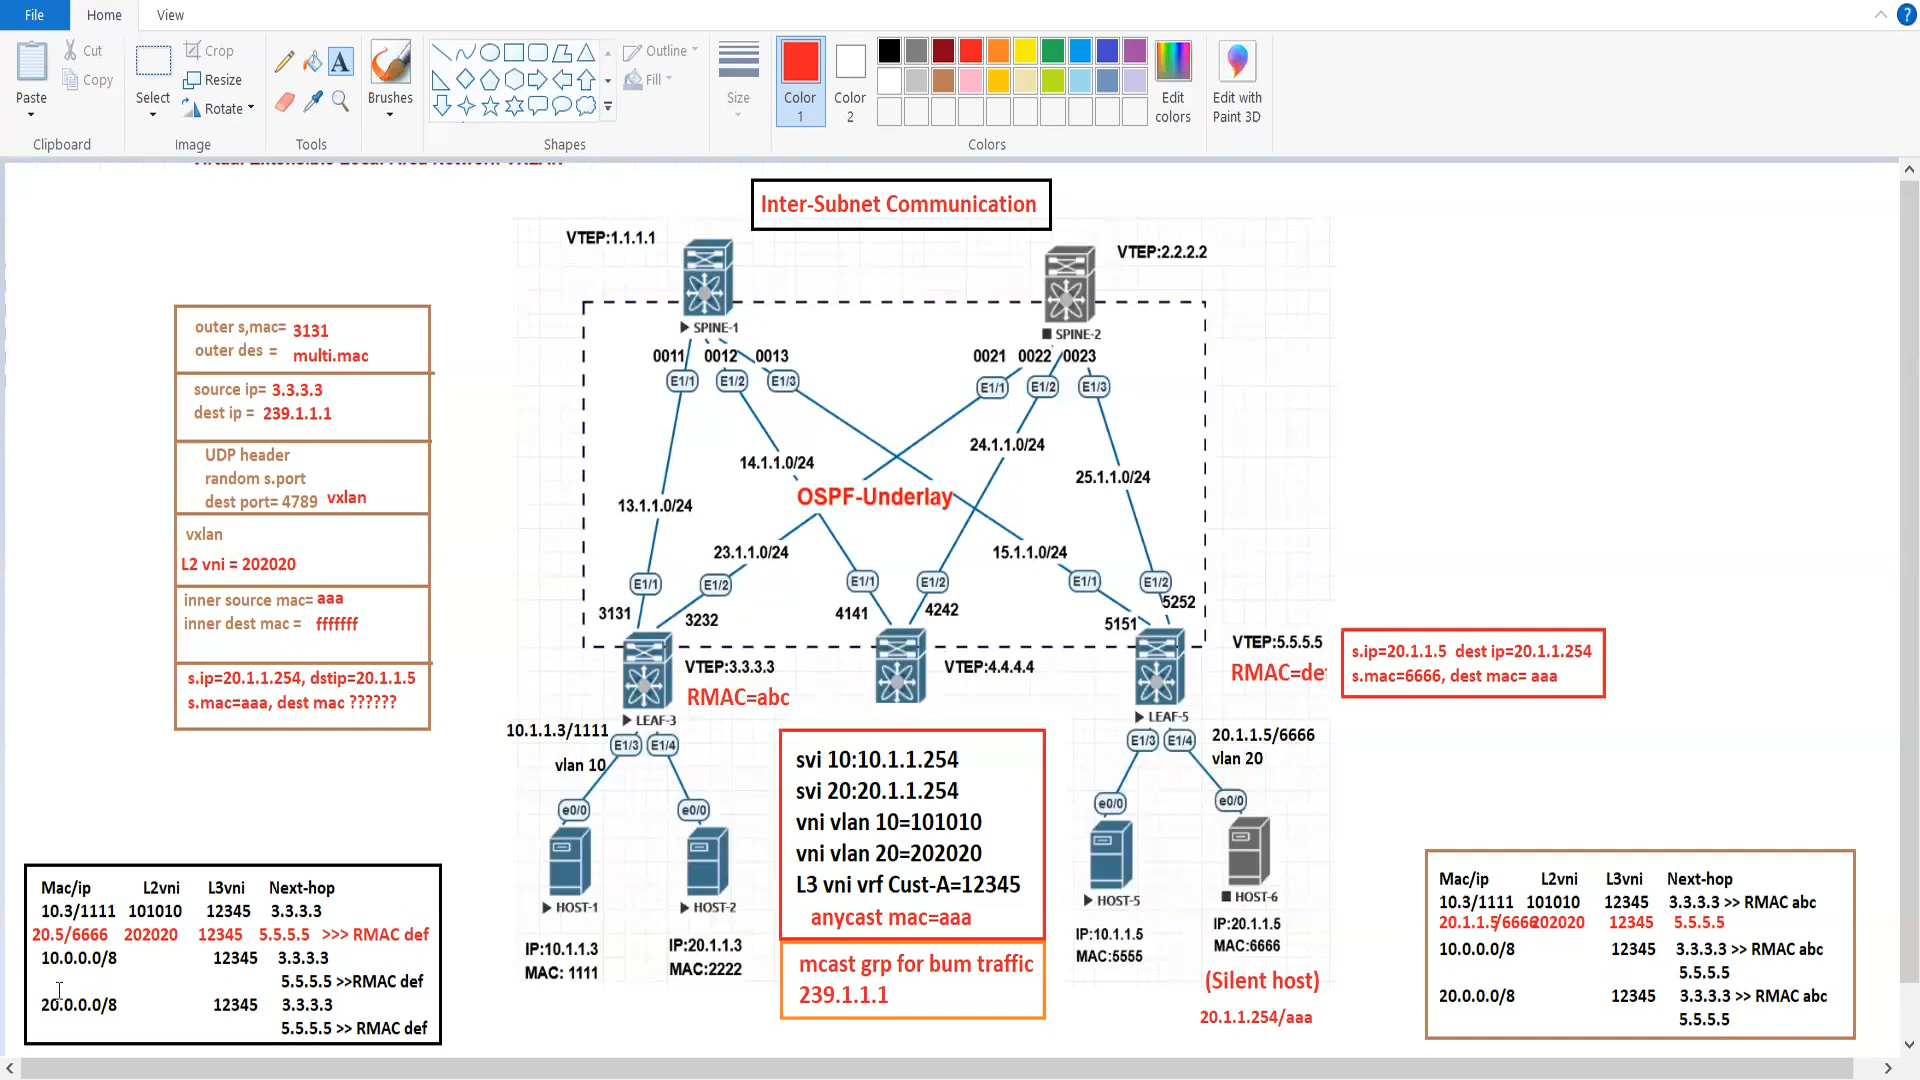 File
Home
View
Paste
Cut
Copy
Clipboard
Select
Crop
Resize
Rotate
Image
A
Tools
Brushes
Outline
Fill
Shapes
Size
Color
1
Color
2
Edit
colors
Colors
Edit with
Paint 3D
Inter-Subnet Communication
VTEP:1.1.1.1
VTEP:2.2.2.2
SPINE-1
SPINE-2
0011 0012 0013
0021 0022 0023
E1/1 E1/2 E1/3
E1/1 E1/2 E1/3
outer s,mac= 3131
outer des = multi.mac
source ip= 3.3.3.3
dest ip = 239.1.1.1
UDP header
random s.port
dest port= 4789 vxlan
vxlan
L2 vni = 202020
inner source mac= aaa
inner dest mac = fffffff
s.ip=20.1.1.254, dstip=20.1.1.5
s.mac=aaa, dest mac ??????
14.1.1.0/24
24.1.1.0/24
25.1.1.0/24
OSPF-Underlay
13.1.1.0/24
23.1.1.0/24
15.1.1.0/24
E1/1 E1/2 E1/1 E1/2 E1/1 E1/2
3131 3232 4141 4242 5151 5252
VTEP:3.3.3.3
RMAC=abc
VTEP:4.4.4.4
VTEP:5.5.5.5
RMAC=def
s.ip=20.1.1.5 dest ip=20.1.1.254
s.mac=6666, dest mac= aaa
LEAF-3
LEAF-5
10.1.1.3/1111
E1/3 E1/4
vlan 10
E1/3 E1/4
20.1.1.5/6666
vlan 20
svi 10:10.1.1.254
svi 20:20.1.1.254
vni vlan 10=101010
vni vlan 20=202020
L3 vni vrf Cust-A=12345
anycast mac=aaa
mcast grp for bum traffic
239.1.1.1
e0/0 e0/0 e0/0 e0/0
HOST-1
HOST-2
HOST-5
HOST-6
IP:10.1.1.3
MAC: 1111
IP:20.1.1.3
MAC:2222
IP:10.1.1.5
MAC:5555
IP:20.1.1.5
MAC:6666
(Silent host)
20.1.1.254/aaa
Mac/ip L2vni L3vni Next-hop
10.3/1111 101010 12345 3.3.3.3
20.5/6666 202020 12345 5.5.5.5 >>> RMAC def
10.0.0.0/8 12345 3.3.3.3
5.5.5.5 >>RMAC def
20.0.0.0/8 12345 3.3.3.3
5.5.5.5 >> RMAC def
Mac/ip L2vni L3vni Next-hop
10.3/1111 101010 12345 3.3.3.3 >> RMAC abc
20.1.1.5/6666 202020 12345 5.5.5.5
10.0.0.0/8 12345 3.3.3.3 >> RMAC abc
5.5.5.5
20.0.0.0/8 12345 3.3.3.3 >> RMAC abc
5.5.5.5